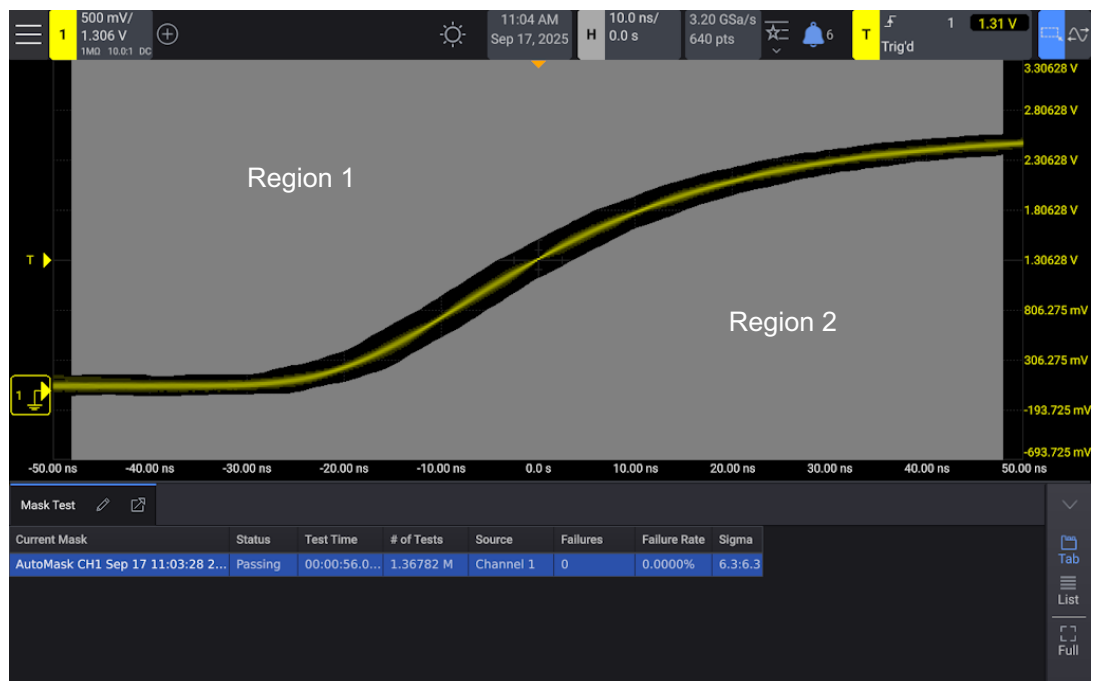 1
500 mV/
1.306 V
1MΩ 10.0:1 DC
11:04 AM
Sep 17, 2025
H
10.0 ns/
0.0 s
3.20 GSa/s
640 pts
6
T
Trig'd
1
1.31 V
3.30628 V
2.80628 V
2.30628 V
1.80628 V
1.30628 V
806.275 mV
306.275 mV
-193.725 mV
-693.725 mV
Region 1
T
Region 2
1
-50.00 ns -40.00 ns -30.00 ns -20.00 ns -10.00 ns 0.0 s 10.00 ns 20.00 ns 30.00 ns 40.00 ns 50.00 ns
Mask Test
Current Mask Status Test Time # of Tests Source Failures Failure Rate Sigma
AutoMask CH1 Sep 17 11:03:28 2... Passing 00:00:56.0... 1.36782 M Channel 1 0 0.0000% 6.3:6.3
Tab
List
Full